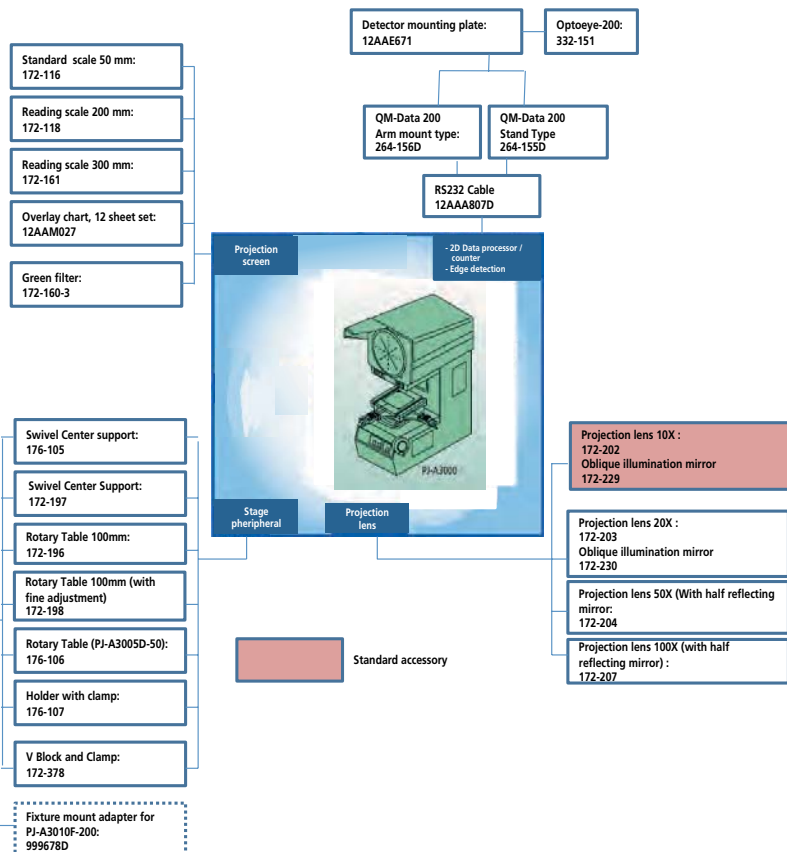 Detector mounting plate:
12AAE671
Optoeye-200:
332-151
Standard scale 50 mm:
172-116
Reading scale 200 mm:
172-118
Reading scale 300 mm:
172-161
Overlay chart, 12 sheet set:
12AAM027
Green filter:
172-160-3
QM-Data 200
Arm mount type:
264-156D
QM-Data 200
Stand Type
264-155D
RS232 Cable
12AAA807D
Projection
screen
- 2D Data processor /
counter
- Edge detection
PJ-A3000
Stage
pheripheral
Projection
lens
Swivel Center support:
176-105
Swivel Center Support:
172-197
Rotary Table 100mm:
172-196
Rotary Table 100mm (with
fine adjustment)
172-198
Rotary Table (PJ-A3005D-50):
176-106
Holder with clamp:
176-107
V Block and Clamp:
172-378
Fixture mount adapter for
PJ-A3010F-200:
999678D
Standard accessory
Projection lens 10X :
172-202
Oblique illumination mirror
172-229
Projection lens 20X :
172-203
Oblique illumination mirror
172-230
Projection lens 50X (With half reflecting
mirror:
172-204
Projection lens 100X (with half
reflecting mirror) :
172-207